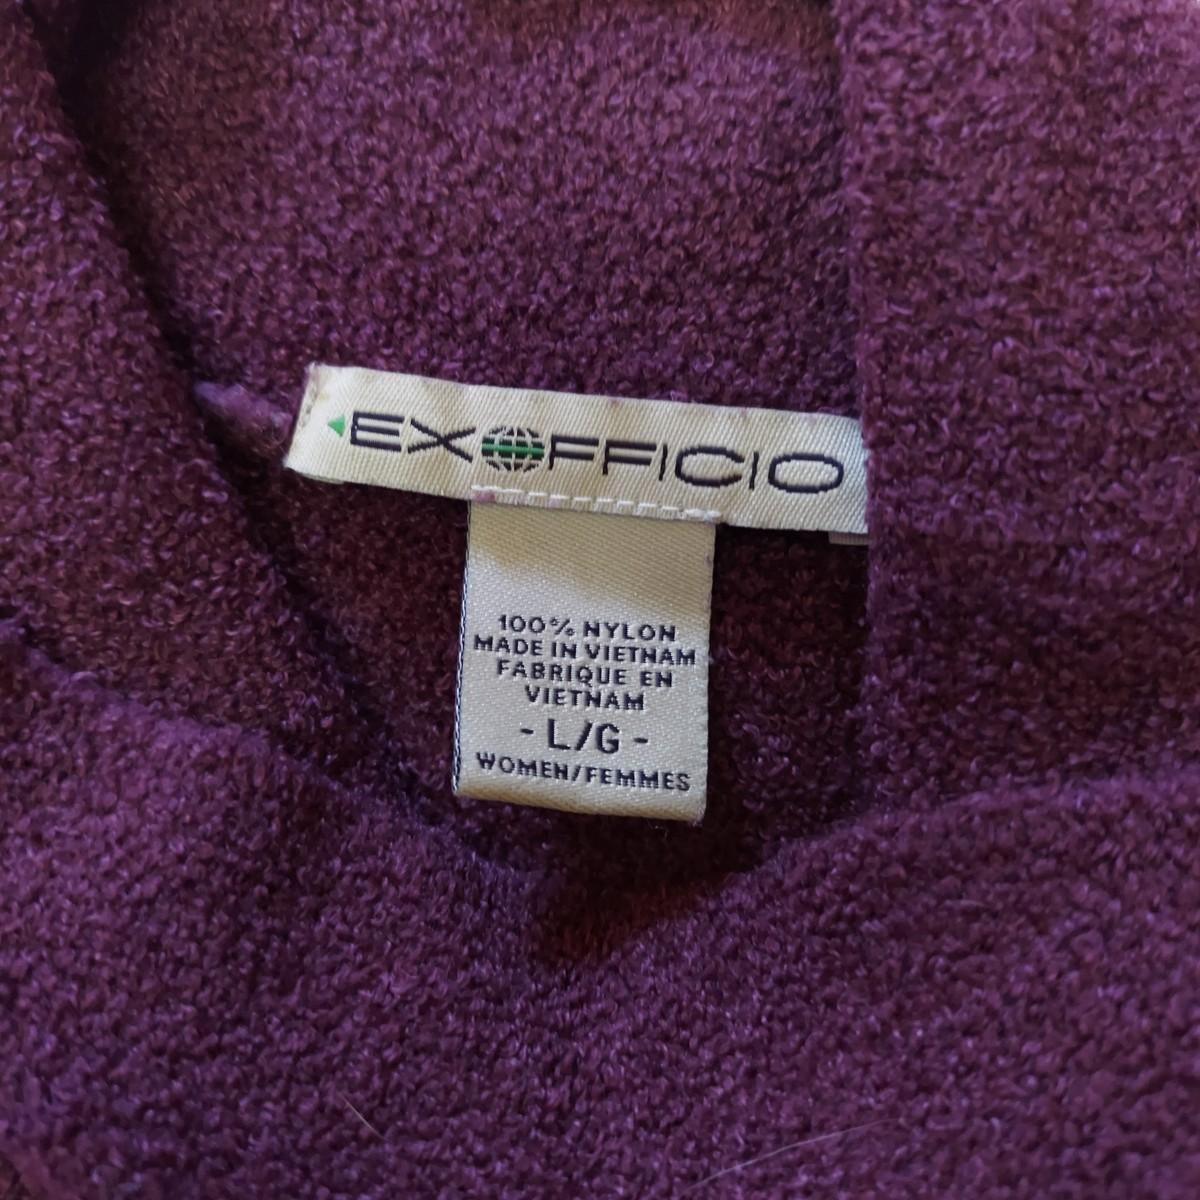 EXOFFICIO
100% NYLON
MADE IN VIETNAM
FABRIQUE EN
VIETNAM
- L/G -
WOMEN/FEMMES